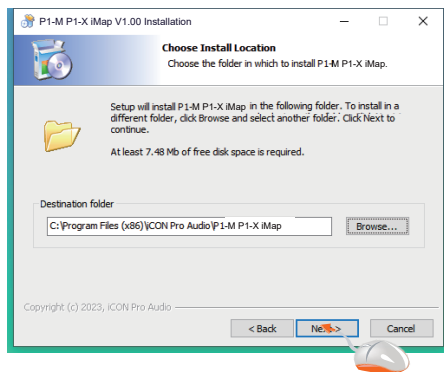 P1-M P1-X iMap V1.00 Installation
Choose Install Location
Choose the folder in which to install P1-M P1-X iMap.
Setup will install P1-M P1-X iMap in the following folder. To install in a
different folder, click Browse and select another folder. Click Next to
continue.
At least 7.48 Mb of free disk space is required.
Destination folder
C:\Program Files (x86)\iCON Pro Audio\P1-M P1-X iMap
Browse...
Copyright (c) 2023, iCON Pro Audio
< Back
Cancel